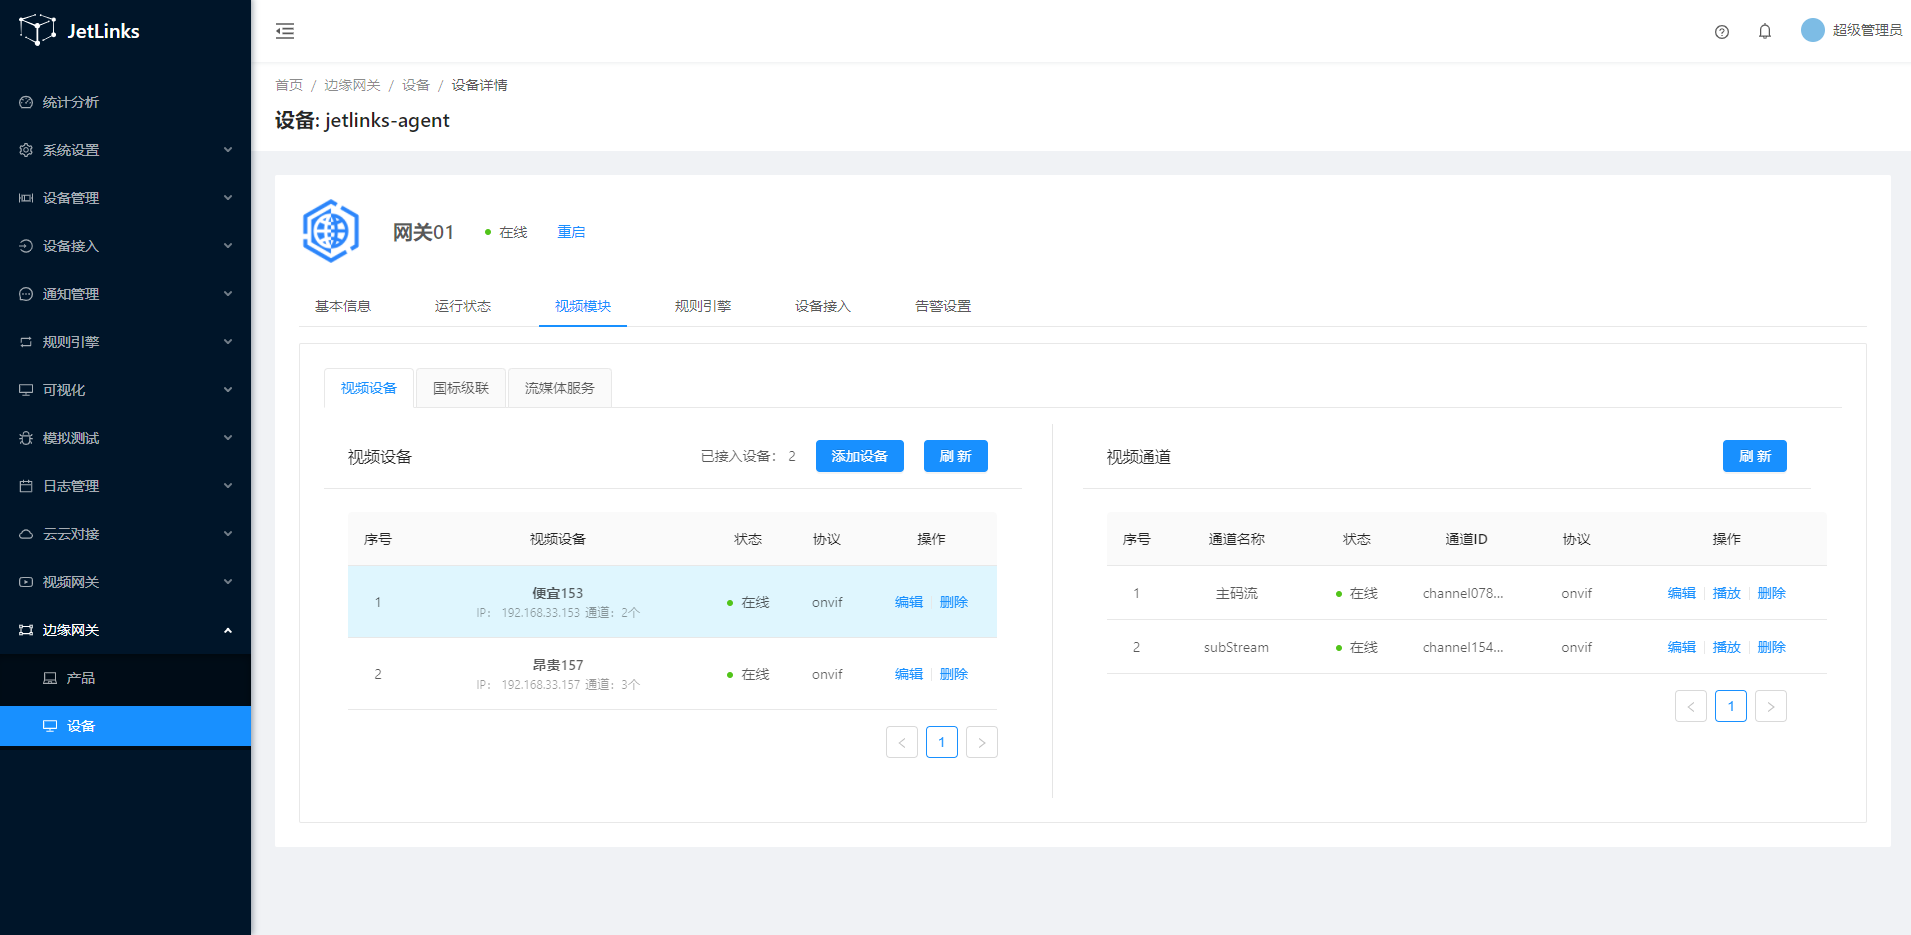 JetLinks
统计分析
系统设置
设备管理
设备接入
通知管理
规则引擎
可视化
模拟测试
日志管理
云云对接
视频网关
边缘网关
产品
设备
超级管理员
首页 / 边缘网关 / 设备 / 设备详情
设备: jetlinks-agent
网关01 在线 重启
基本信息 运行状态 视频模块 规则引擎 设备接入 告警设置
视频设备 国标级联 流媒体服务
视频设备 已接入设备： 2 添加设备 刷 新
序号 视频设备 状态 协议 操作
1 便宜153 在线 onvif 编辑 删除
IP： 192.168.33.153 通道：2个
2 昂贵157 在线 onvif 编辑 删除
IP： 192.168.33.157 通道：3个
< 1 >
视频通道 刷 新
序号 通道名称 状态 通道ID 协议 操作
1 主码流 在线 channel078... onvif 编辑 播放 删除
2 subStream 在线 channel154... onvif 编辑 播放 删除
< 1 >